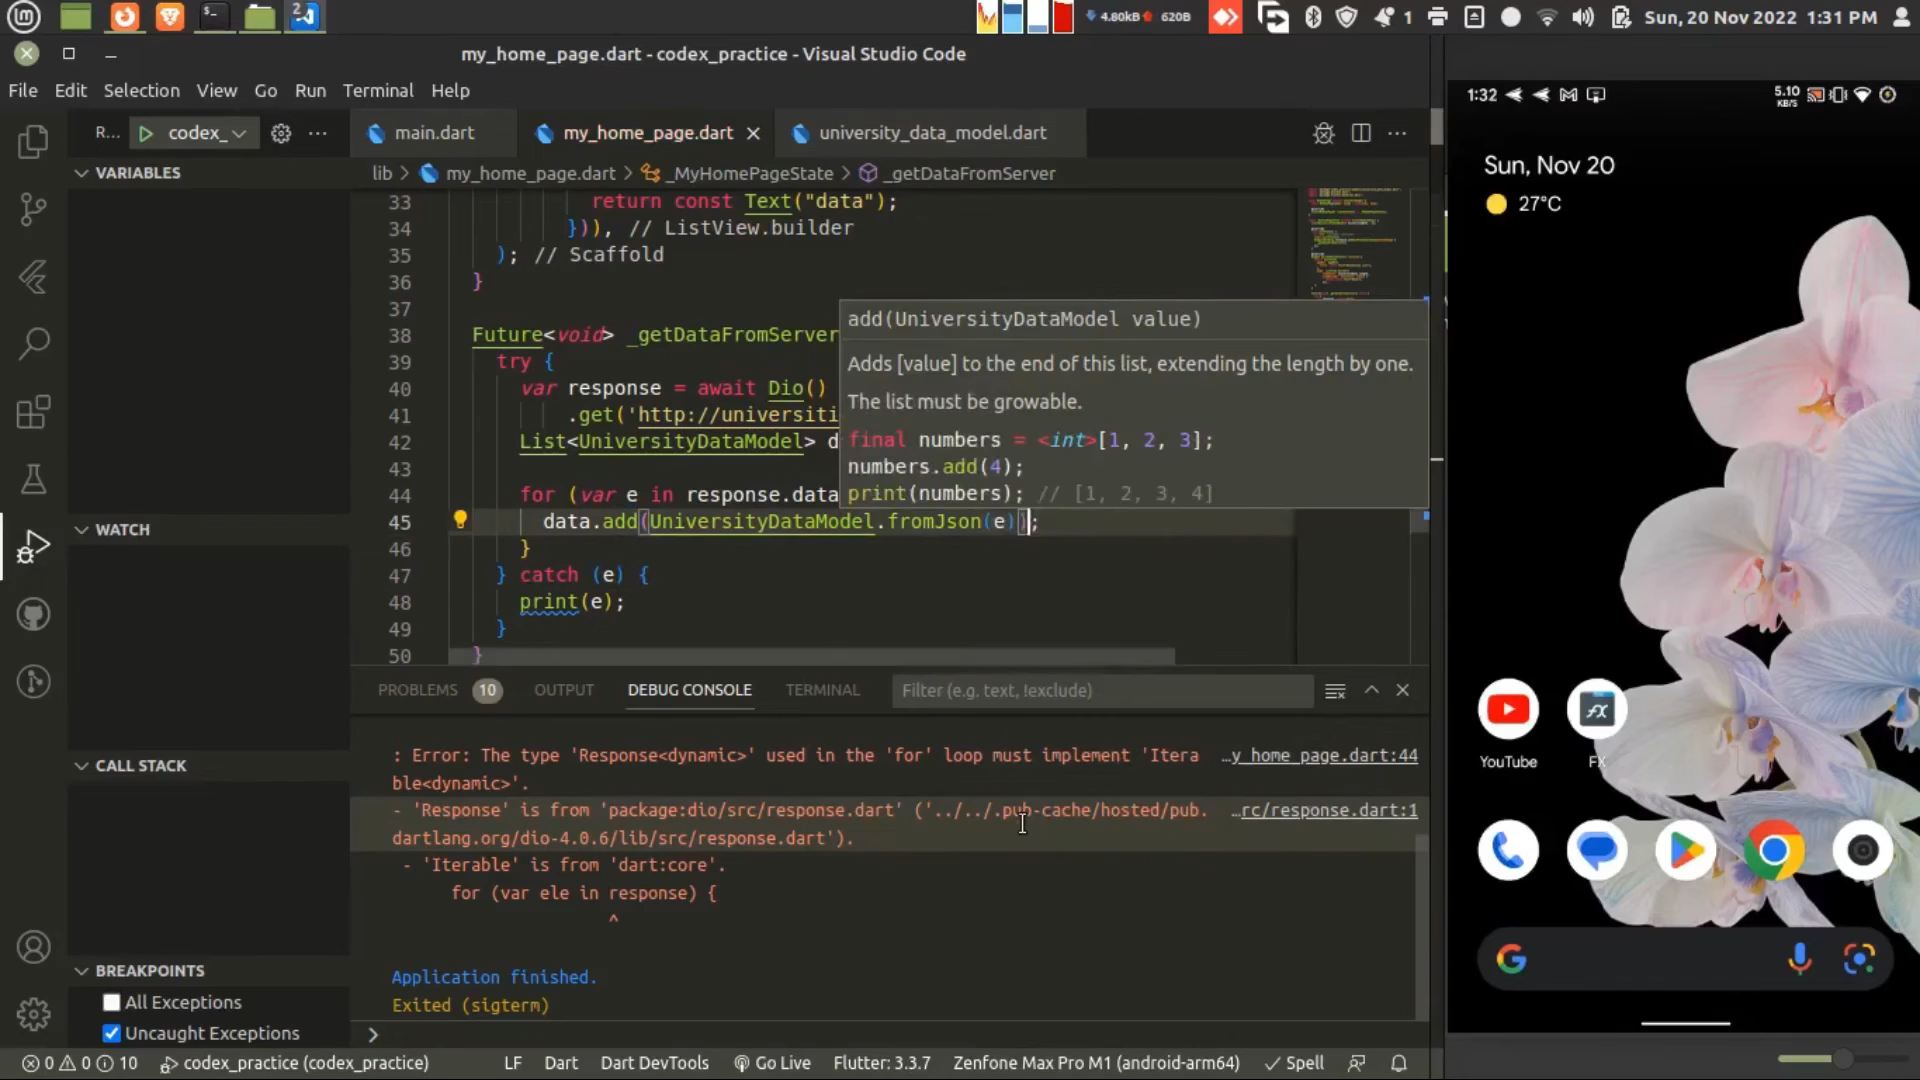 4.80kB 620B
1
Sun, 20 Nov 2022 1:31 PM
my_home_page.dart - codex_practice - Visual Studio Code
File Edit Selection View Go Run Terminal Help
R... codex_
main.dart
my_home_page.dart
university_data_model.dart
lib > my_home_page.dart > _MyHomePageState > _getDataFromServer
VARIABLES
WATCH
CALL STACK
BREAKPOINTS
All Exceptions
Uncaught Exceptions
33 return const Text("data");
34 })), // ListView.builder
35 ); // Scaffold
36 }
37
38 Future<void> _getDataFromServer
39 try {
40 var response = await Dio()
41 .get('http://universiti
42 List<UniversityDataModel> d
43
44 for (var e in response.data
45 data.add(UniversityDataModel.fromJson(e));
46 }
47 } catch (e) {
48 print(e);
49 }
50 }
add(UniversityDataModel value)
Adds [value] to the end of this list, extending the length by one.
The list must be growable.
final numbers = <int>[1, 2, 3];
numbers.add(4);
print(numbers); // [1, 2, 3, 4]
PROBLEMS 10 OUTPUT DEBUG CONSOLE TERMINAL Filter (e.g. text, !exclude)
: Error: The type 'Response<dynamic>' used in the 'for' loop must implement 'Itera …y_home_page.dart:44
ble<dynamic>'.
- 'Response' is from 'package:dio/src/response.dart' ('../../.pub-cache/hosted/pub. …rc/response.dart:1
dartlang.org/dio-4.0.6/lib/src/response.dart').
- 'Iterable' is from 'dart:core'.
for (var ele in response) {
^
Application finished.
Exited (sigterm)
>
0 0 10 codex_practice (codex_practice) LF Dart Dart DevTools Go Live Flutter: 3.3.7 Zenfone Max Pro M1 (android-arm64) Spell
1:32
5.10
KB/S
Sun, Nov 20
27°C
YouTube
FX